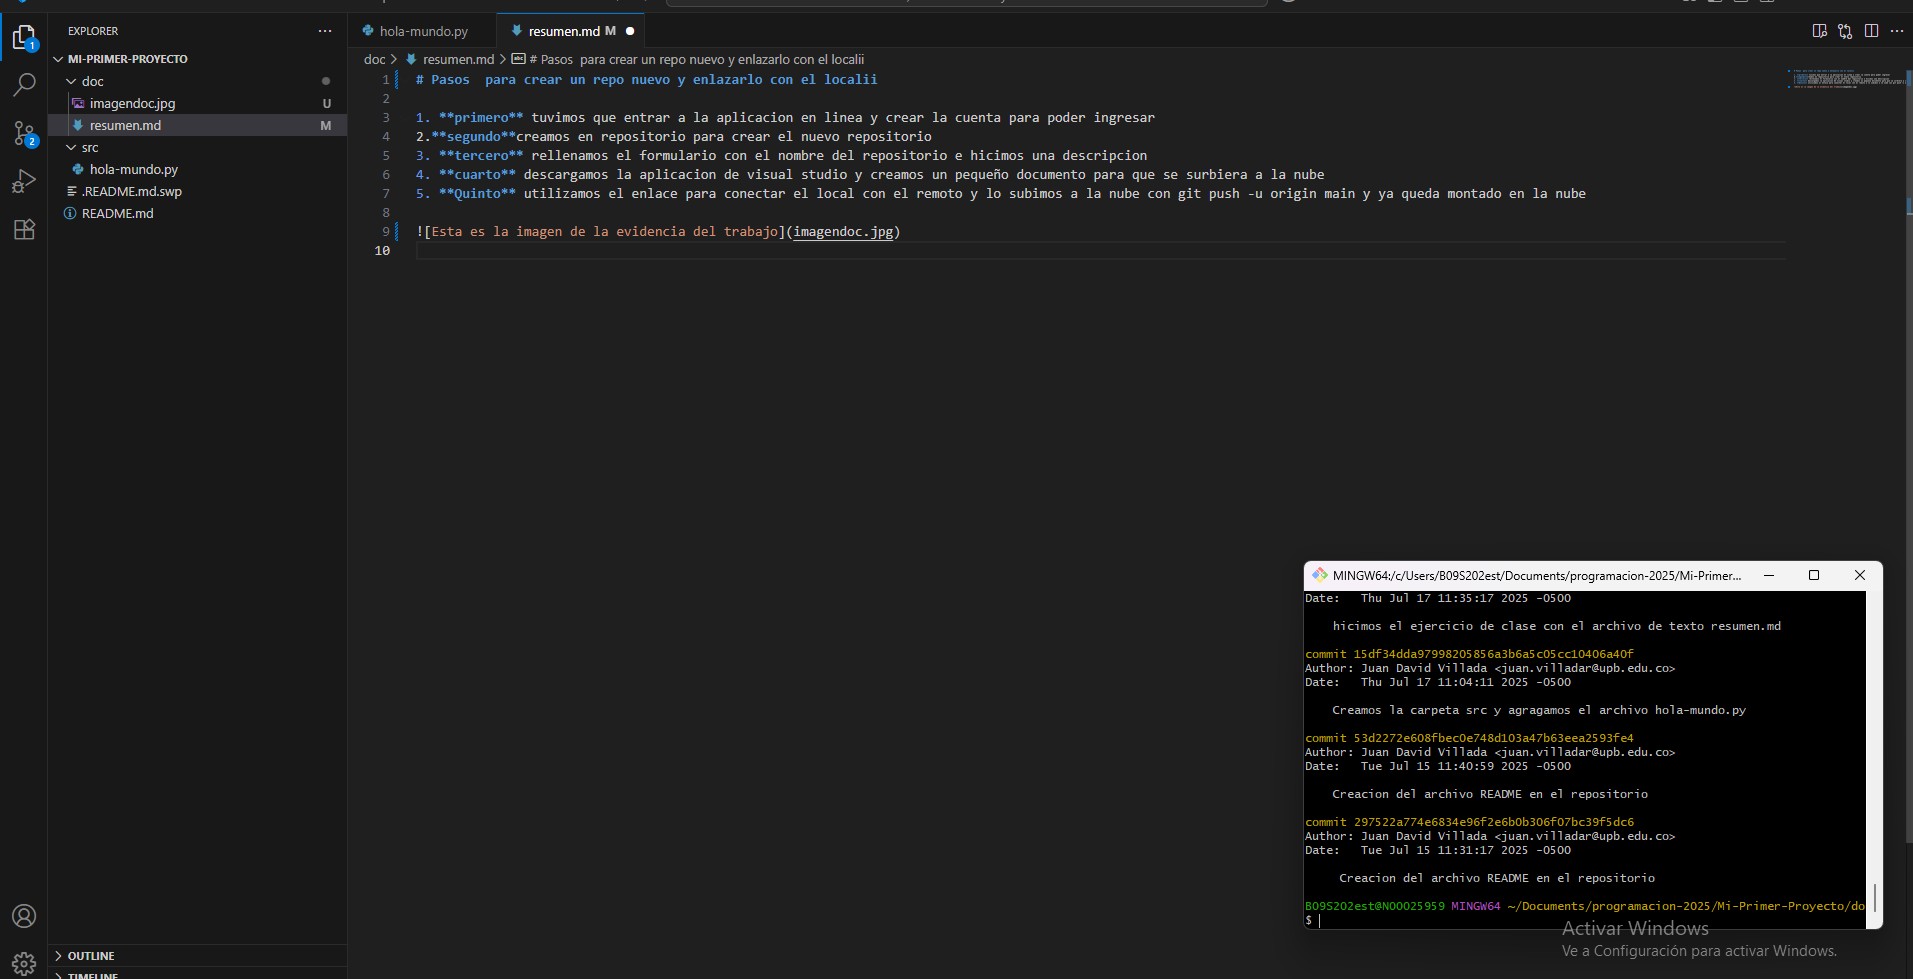 EXPLORER
MI-PRIMER-PROYECTO
doc
imagendoc.jpg U
resumen.md M
src
hola-mundo.py
.README.md.swp
README.md
1
2
OUTLINE
TIMELINE
hola-mundo.py
resumen.md M
doc > resumen.md > # Pasos  para crear un repo nuevo y enlazarlo con el localii
1 # Pasos  para crear un repo nuevo y enlazarlo con el localii
2
3 1. **primero** tuvimos que entrar a la aplicacion en linea y crear la cuenta para poder ingresar
4 2.**segundo**creamos en repositorio para crear el nuevo repositorio
5 3. **tercero** rellenamos el formulario con el nombre del repositorio e hicimos una descripcion
6 4. **cuarto** descargamos la aplicacion de visual studio y creamos un pequeño documento para que se surbiera a la nube
7 5. **Quinto** utilizamos el enlace para conectar el local con el remoto y lo subimos a la nube con git push -u origin main y ya queda montado en la nube
8
9 ![Esta es la imagen de la evidencia del trabajo](imagendoc.jpg)
10
MINGW64:/c/Users/B09S202est/Documents/programacion-2025/Mi-Primer...
Date:   Thu Jul 17 11:35:17 2025 -0500
hicimos el ejercicio de clase con el archivo de texto resumen.md
commit 15df34dda97998205856a3b6a5c05cc10406a40f
Author: Juan David Villada <juan.villadar@upb.edu.co>
Date:   Thu Jul 17 11:04:11 2025 -0500
Creamos la carpeta src y agragamos el archivo hola-mundo.py
commit 53d2272e608fbec0e748d103a47b63eea2593fe4
Author: Juan David Villada <juan.villadar@upb.edu.co>
Date:   Tue Jul 15 11:40:59 2025 -0500
Creacion del archivo README en el repositorio
commit 297522a774e6834e96f2e6b0b306f07bc39f5dc6
Author: Juan David Villada <juan.villadar@upb.edu.co>
Date:   Tue Jul 15 11:31:17 2025 -0500
Creacion del archivo README en el repositorio
B09S202est@N0O025959 MINGW64 ~/Documents/programacion-2025/Mi-Primer-Proyecto/do
$
Activar Windows
Ve a Configuración para activar Windows.